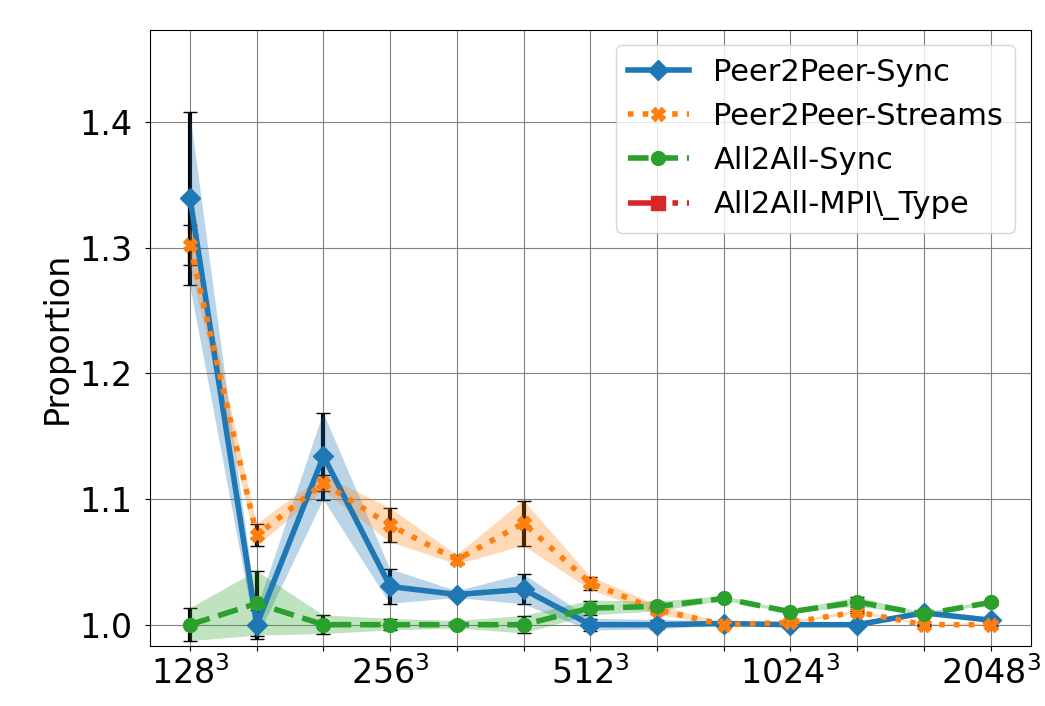 Peer2Peer-Sync
Peer2Peer-Streams
All2All-Sync
All2All-MPI\_Type
Proportion
1.4
1.3
1.2
1.1
1.0
128³ 256³ 512³ 1024³ 2048³